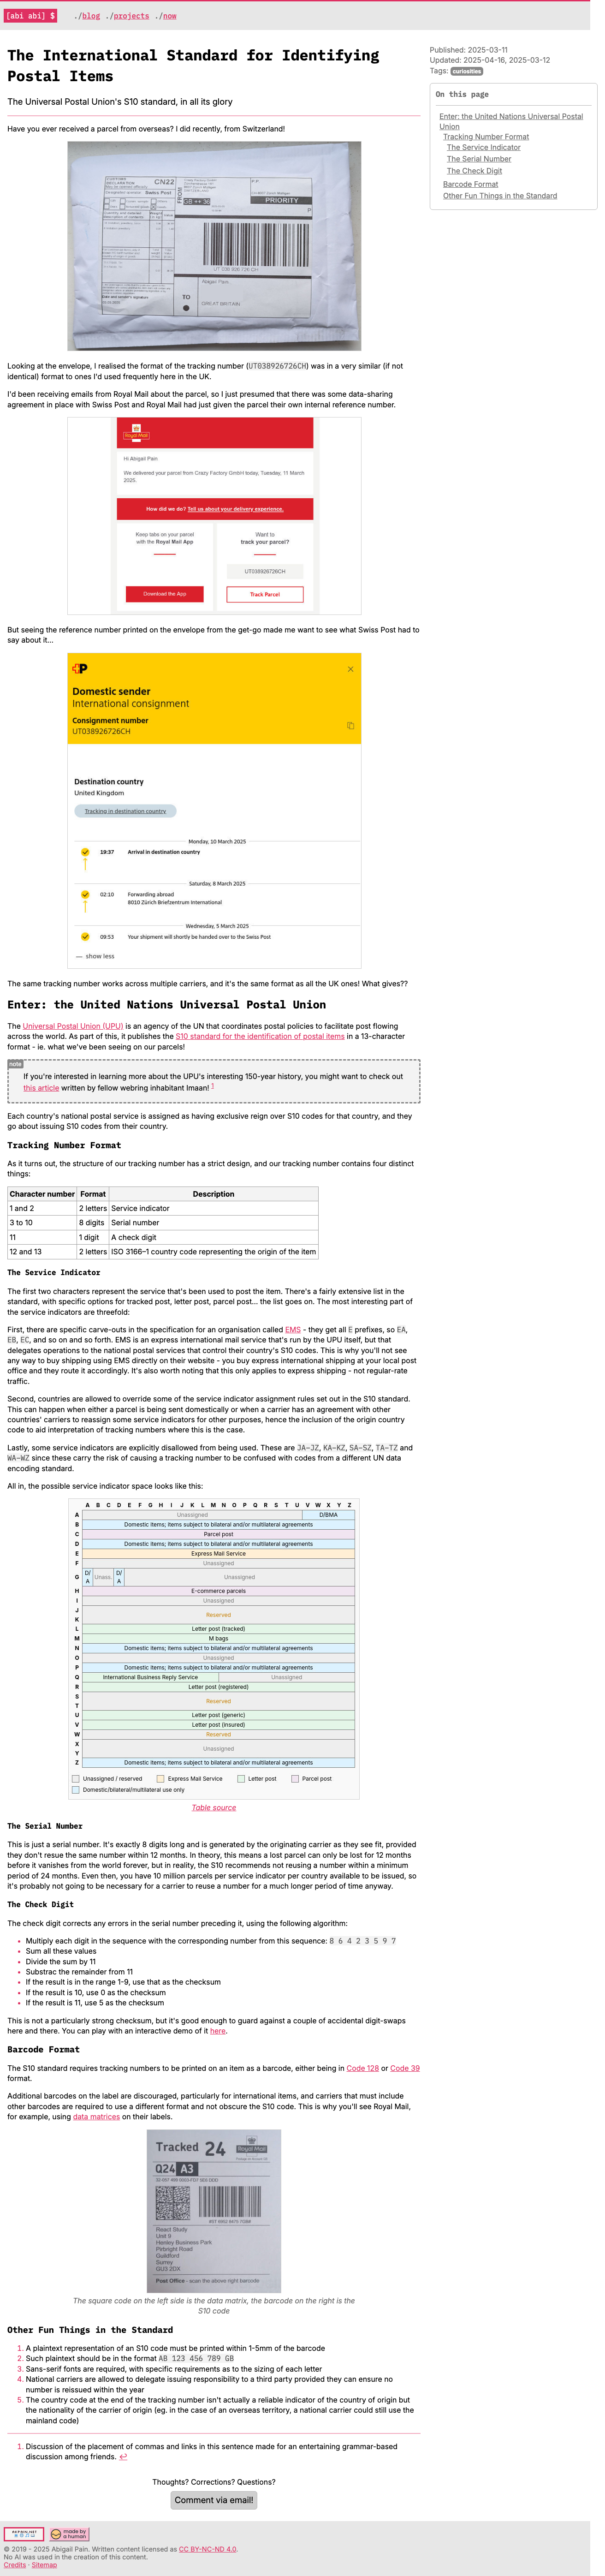 [abi abi] $ ./blog ./projects ./now
The International Standard for Identifying
Postal Items
The Universal Postal Union's S10 standard, in all its glory
Published: 2025-03-11
Updated: 2025-04-16, 2025-03-12
Tags: curiosities
On this page
Enter: the United Nations Universal Postal
Union
Tracking Number Format
The Service Indicator
The Serial Number
The Check Digit
Barcode Format
Other Fun Things in the Standard
Have you ever received a parcel from overseas? I did recently, from Switzerland!
CUSTOMS DECLARATION CN22
FROM
GB
PRIORITY
P
TO
Abigail Pain
GREAT BRITAIN
Looking at the envelope, I realised the format of the tracking number (UT038926726CH) was in a very similar (if not
identical) format to ones I'd used frequently here in the UK.
I'd been receiving emails from Royal Mail about the parcel, so I just presumed that there was some data-sharing
agreement in place with Swiss Post and Royal Mail had just given the parcel their own internal reference number.
Royal Mail
Hi Abigail Pain.
We delivered your parcel from Crazy Factory GmbH today, Tuesday, 11 March
2025.
How did we do? Tell us about your delivery experience.
Keep tabs on your parcel
with the Royal Mail App
Download the App
Want to
track your parcel?
UT038926726CH
Track Parcel
But seeing the reference number printed on the envelope from the get-go made me want to see what Swiss Post had to
say about it...
Domestic sender
International consignment
Consignment number
UT038926726CH
Destination country
United Kingdom
Tracking in destination country
Monday, 10 March 2025
19:37 Arrival in destination country
Saturday, 8 March 2025
02:10 Forwarding abroad
8010 Zürich Briefzentrum International
Wednesday, 5 March 2025
09:53 Your shipment will shortly be handed over to the Swiss Post
— show less
The same tracking number works across multiple carriers, and it's the same format as all the UK ones! What gives??
Enter: the United Nations Universal Postal Union
The Universal Postal Union (UPU) is an agency of the UN that coordinates postal policies to facilitate post flowing
across the world. As part of this, it publishes the S10 standard for the identification of postal items in a 13-character
format - ie. what we've been seeing on our parcels!
note
If you're interested in learning more about the UPU's interesting 150-year history, you might want to check out
this article written by fellow webring inhabitant Imaan! 1
Each country's national postal service is assigned as having exclusive reign over S10 codes for that country, and they
go about issuing S10 codes from their country.
Tracking Number Format
As it turns out, the structure of our tracking number has a strict design, and our tracking number contains four distinct
things:
Character number Format Description
1 and 2 2 letters Service indicator
3 to 10 8 digits Serial number
11 1 digit A check digit
12 and 13 2 letters ISO 3166–1 country code representing the origin of the item
The Service Indicator
The first two characters represent the service that's been used to post the item. There's a fairly extensive list in the
standard, with specific options for tracked post, letter post, parcel post... the list goes on. The most interesting part of
the service indicators are threefold:
First, there are specific carve-outs in the specification for an organisation called EMS - they get all E prefixes, so EA,
EB, EC, and so on and so forth. EMS is an express international mail service that's run by the UPU itself, but that
delegates operations to the national postal services that control their country's S10 codes. This is why you'll not see
any way to buy shipping using EMS directly on their website - you buy express international shipping at your local post
office and they route it accordingly. It's also worth noting that this only applies to express shipping - not regular-rate
traffic.
Second, countries are allowed to override some of the service indicator assignment rules set out in the S10 standard.
This can happen when either a parcel is being sent domestically or when a carrier has an agreement with other
countries' carriers to reassign some service indicators for other purposes, hence the inclusion of the origin country
code to aid interpretation of tracking numbers where this is the case.
Lastly, some service indicators are explicitly disallowed from being used. These are JA-JZ, KA-KZ, SA-SZ, TA-TZ and
WA-WZ since these carry the risk of causing a tracking number to be confused with codes from a different UN data
encoding standard.
All in, the possible service indicator space looks like this:
A B C D E F G H I J K L M N O P Q R S T U V W X Y Z
A Unassigned D/BMA
B Domestic items; items subject to bilateral and/or multilateral agreements
C Parcel post
D Domestic items; items subject to bilateral and/or multilateral agreements
E Express Mail Service
F Unassigned
G D/A Unass. D/A Unassigned
H E-commerce parcels
I Unassigned
J
K Reserved
L Letter post (tracked)
M M bags
N Domestic items; items subject to bilateral and/or multilateral agreements
O Unassigned
P Domestic items; items subject to bilateral and/or multilateral agreements
Q International Business Reply Service Unassigned
R Letter post (registered)
S
T Reserved
U Letter post (generic)
V Letter post (insured)
W Reserved
X
Y Unassigned
Z Domestic items; items subject to bilateral and/or multilateral agreements
Unassigned / reserved Express Mail Service Letter post Parcel post
Domestic/bilateral/multilateral use only
Table source
The Serial Number
This is just a serial number. It's exactly 8 digits long and is generated by the originating carrier as they see fit, provided
they don't reuse the same number within 12 months. In theory, this means a lost parcel can only be lost for 12 months
before it vanishes from the world forever, but in reality, the S10 recommends not reusing a number within a minimum
period of 24 months. Even then, you have 10 million parcels per service indicator per country available to be issued, so
it's probably not going to be necessary for a carrier to reuse a number for a much longer period of time anyway.
The Check Digit
The check digit corrects any errors in the serial number preceding it, using the following algorithm:
Multiply each digit in the sequence with the corresponding number from this sequence: 8 6 4 2 3 5 9 7
Sum all these values
Divide the sum by 11
Substrac the remainder from 11
If the result is in the range 1-9, use that as the checksum
If the result is 10, use 0 as the checksum
If the result is 11, use 5 as the checksum
This is not a particularly strong checksum, but it's good enough to guard against a couple of accidental digit-swaps
here and there. You can play with an interactive demo of it here.
Barcode Format
The S10 standard requires tracking numbers to be printed on an item as a barcode, either being in Code 128 or Code 39
format.
Additional barcodes on the label are discouraged, particularly for international items, and carriers that must include
other barcodes are required to use a different format and not obscure the S10 code. This is why you'll see Royal Mail,
for example, using data matrices on their labels.
Tracked 24
Royal Mail
Q24 A3
React Study
Unit 9
Henley Business Park
Pirbright Road
Guildford
Surrey
GU3 2DX
Post Office - scan the above right barcode
The square code on the left side is the data matrix, the barcode on the right is the
S10 code
Other Fun Things in the Standard
1. A plaintext representation of an S10 code must be printed within 1-5mm of the barcode
2. Such plaintext should be in the format AB 123 456 789 GB
3. Sans-serif fonts are required, with specific requirements as to the sizing of each letter
4. National carriers are allowed to delegate issuing responsibility to a third party provided they can ensure no
number is reissued within the year
5. The country code at the end of the tracking number isn't actually a reliable indicator of the country of origin but
the nationality of the carrier of origin (eg. in the case of an overseas territory, a national carrier could still use the
mainland code)
1. Discussion of the placement of commas and links in this sentence made for an entertaining grammar-based
discussion among friends. ↩
Thoughts? Corrections? Questions?
Comment via email!
made by
a human
© 2019 - 2025 Abigail Pain. Written content licensed as CC BY-NC-ND 4.0.
No AI was used in the creation of this content.
Credits · Sitemap